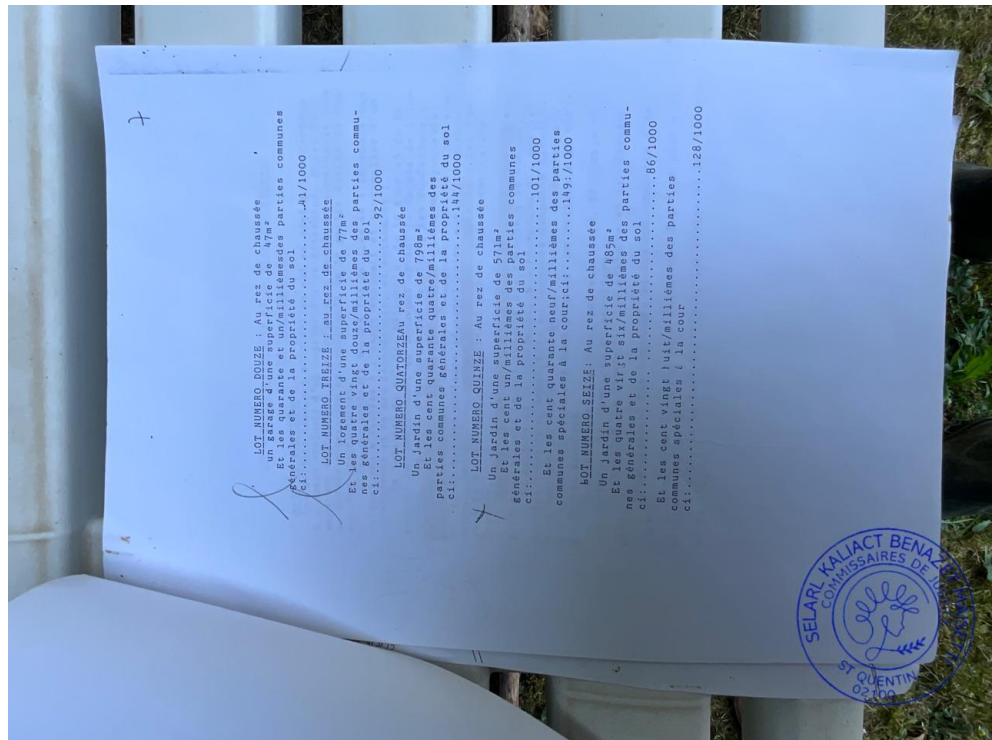 7
LOT NUMERO DOUZE Au rez de chaussée
un garage d'une superficie de 47m²
Et les quarante et un/millièmesdes parties communes
générales et de la propriété du sol
ci:..............................41/1000
LOT NUMERO TREIZE : au rez de chaussée
Un logement d'une superficie de 77m²
Et les quatre vingt douze/millièmes des parties commu-
nes générales et de la propriété du sol
ci:..............................92/1000
LOT NUMERO QUATORZEAu rez de chaussée
Un jardin d'une superficie de 798m²
Et les cent quarante quatre/millièmes des
parties communes générales et de la propriété du sol
ci:..............................144/1000
LOT NUMERO QUINZE : Au rez de chaussée
Un jardin d'une superficie de 571m²
Et les cent un/millièmes des parties communes
générales et de la propriété du sol
ci:..............................101/1000
Et les cent quarante neuf/millièmes des parties
communes spéciales à la cour;ci:.......149:/1000
LOT NUMERO SEIZE: Au rez de chaussée
Un jardin d'une superficie de 485m²
Et les quatre vingt six/millièmes des parties commu-
nes générales et de la propriété du sol
ci:..............................86/1000
Et les cent vingt huit/millièmes des parties
communes spéciales à la cour
ci:..............................128/1000
SELARL KALIACT BENAZET
COMMISSAIRES DE
ST QUENTIN
02100